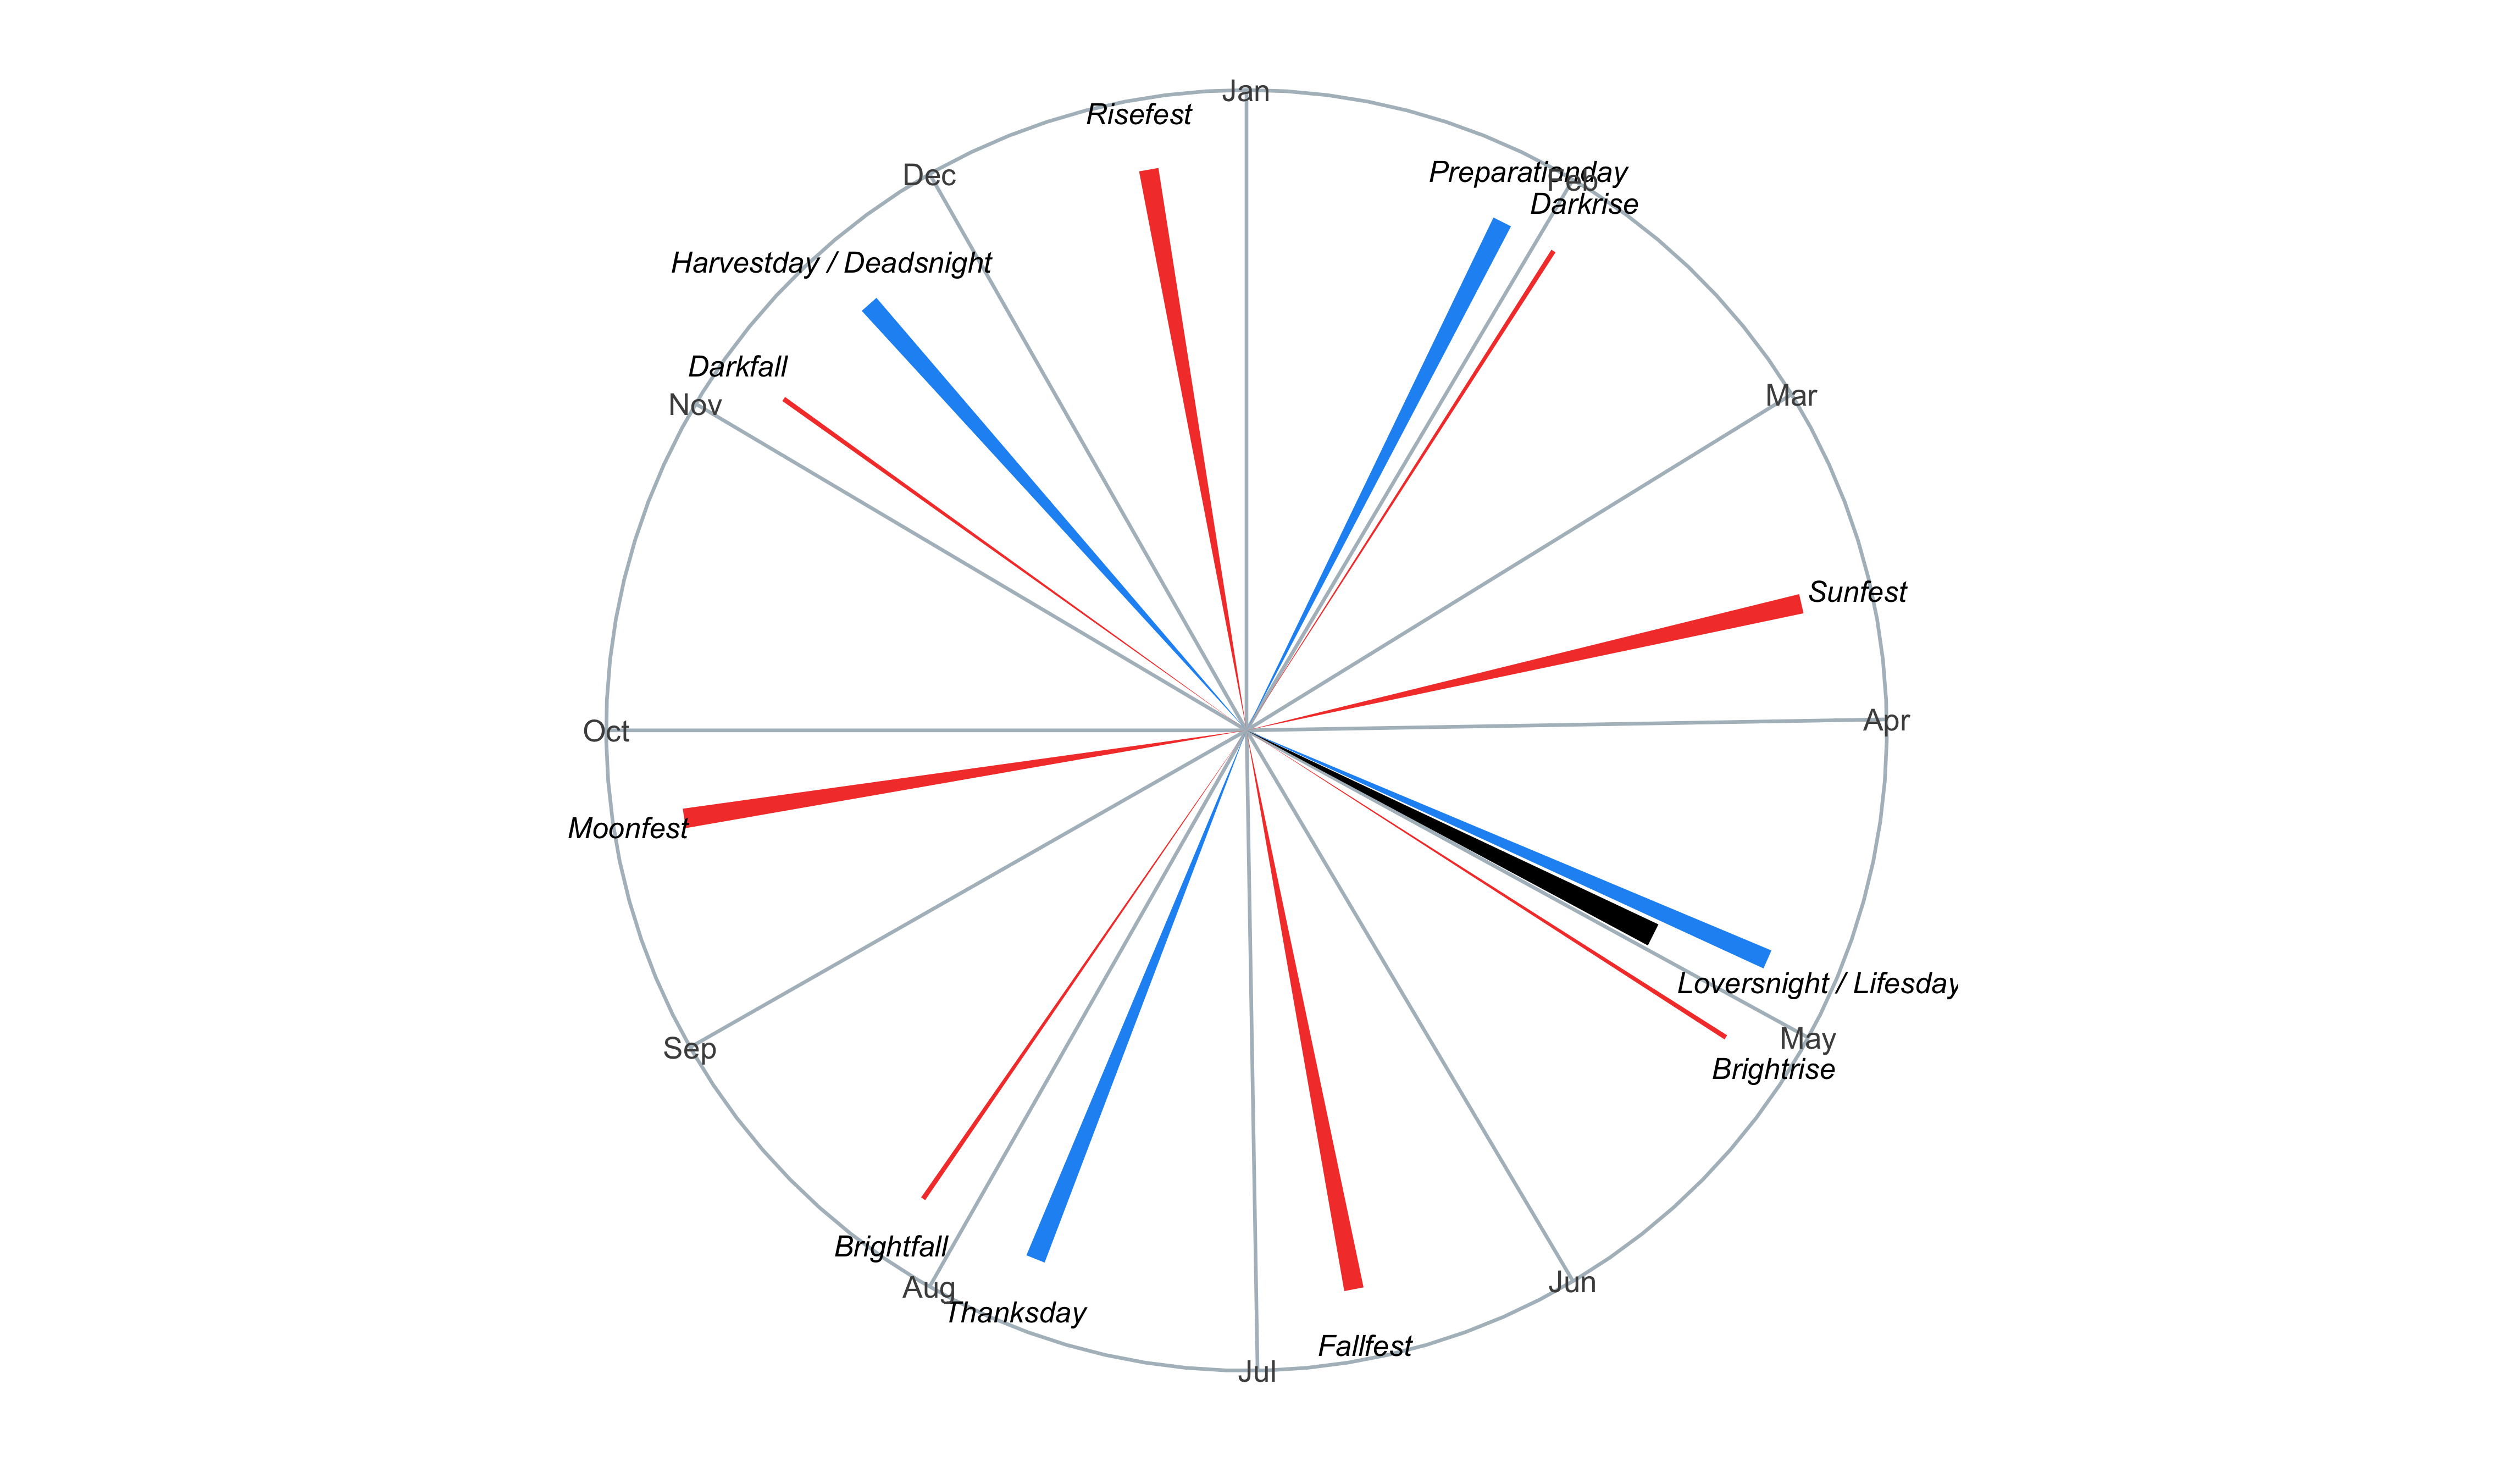 Jan
Risefest
Preparationday
Dec
Feb
Darkrise
Harvestday / Deadsnight
Darkfall
Mar
Nov
Sunfest
Apr
Oct
Moonfest
Loversnight / Lifesday
May
Sep
Brightrise
Brightfall
Jun
Aug
Thanksday
Fallfest
Jul